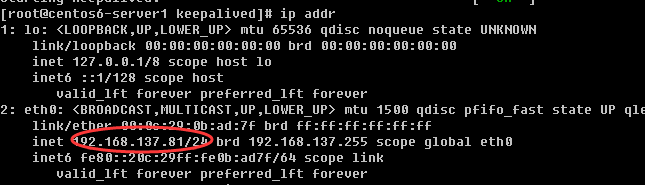 [root@centos6-server1 keepalived]# ip addr
1: lo: <LOOPBACK,UP,LOWER_UP> mtu 65536 qdisc noqueue state UNKNOWN
link/loopback 00:00:00:00:00:00 brd 00:00:00:00:00:00
inet 127.0.0.1/8 scope host lo
inet6 ::1/128 scope host
valid_lft forever preferred_lft forever
2: eth0: <BROADCAST,MULTICAST,UP,LOWER_UP> mtu 1500 qdisc pfifo_fast state UP qle
link/ether 00:0c:29:0b:ad:7f brd ff:ff:ff:ff:ff:ff
inet 192.168.137.81/24 brd 192.168.137.255 scope global eth0
inet6 fe80::20c:29ff:fe0b:ad7f/64 scope link
valid_lft forever preferred_lft forever